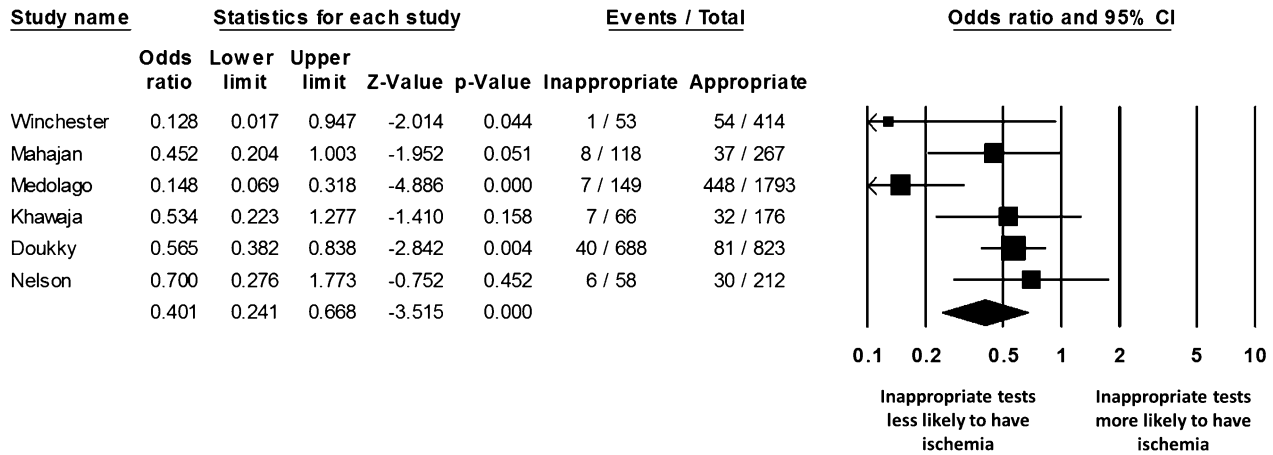 Study name Statistics for each study Events / Total Odds ratio and 95% CI
Odds ratio Lower limit Upper limit Z-Value p-Value Inappropriate Appropriate
Winchester 0.128 0.017 0.947 -2.014 0.044 1 / 53 54 / 414
Mahajan 0.452 0.204 1.003 -1.952 0.051 8 / 118 37 / 267
Medolago 0.148 0.069 0.318 -4.886 0.000 7 / 149 448 / 1793
Khawaja 0.534 0.223 1.277 -1.410 0.158 7 / 66 32 / 176
Doukky 0.565 0.382 0.838 -2.842 0.004 40 / 688 81 / 823
Nelson 0.700 0.276 1.773 -0.752 0.452 6 / 58 30 / 212
0.401 0.241 0.668 -3.515 0.000
0.1 0.2 0.5 1 2 5 10
Inappropriate tests
less likely to have
ischemia
Inappropriate tests
more likely to have
ischemia